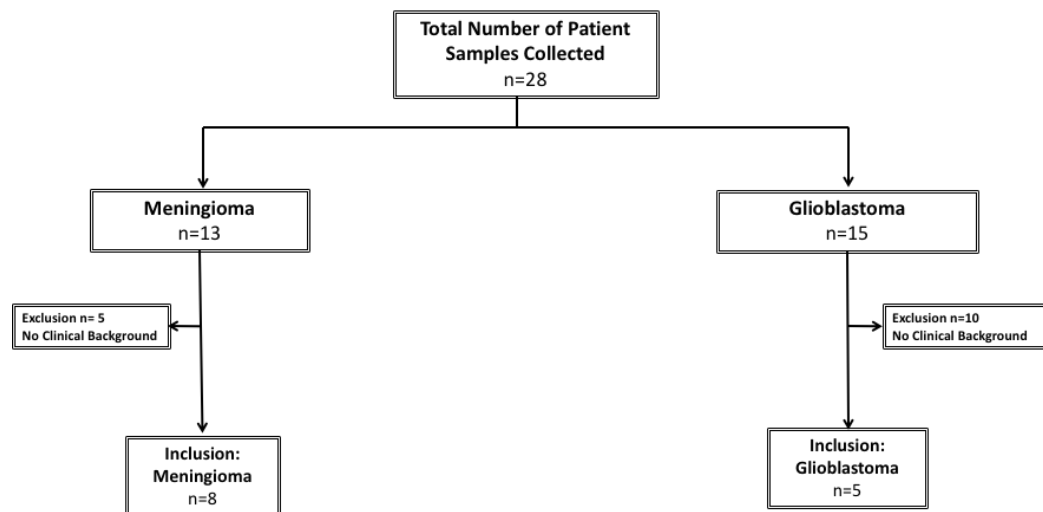 Total Number of Patient
Samples Collected
n=28
Meningioma
n=13
Glioblastoma
n=15
Exclusion n= 5
No Clinical Background
Exclusion n=10
No Clinical Background
Inclusion:
Meningioma
n=8
Inclusion:
Glioblastoma
n=5